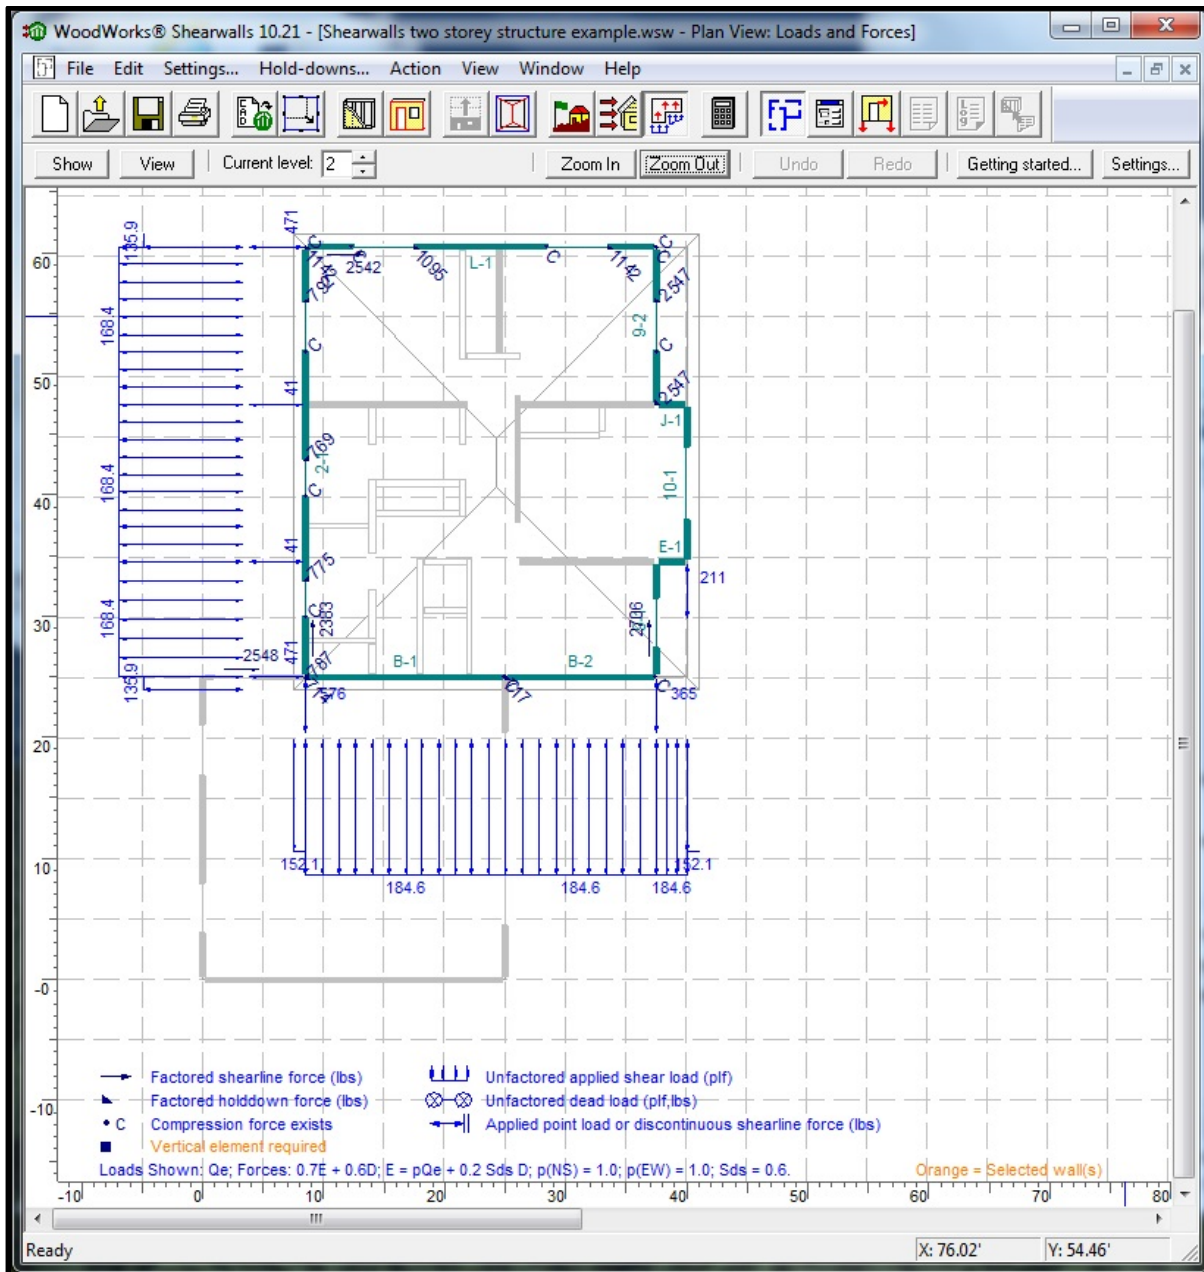 WoodWorks® Shearwalls 10.21 - [Shearwalls two storey structure example.wsw - Plan View: Loads and Forces]
File Edit Settings... Hold-downs... Action View Window Help
Show View Current level: 2 Zoom In Zoom Out Undo Redo Getting started... Settings...
135.9 471 C C
60 2542 1095 L-1 C 1142 C
792 2547
168.4 C 9-2 C
50 41 2547
J-1
769
2-1
168.4 C 10-1
40
41 E-1
775 211
168.4 C
30 2383 2706
471
2548 787 B-1 B-2
135.9 714 576 C 717 C 365
20
10 152.1 152.1
184.6 184.6 184.6
-0
Factored shearline force (lbs) Unfactored applied shear load (plf)
Factored holddown force (lbs) Unfactored dead load (plf,lbs)
-10
C Compression force exists Applied point load or discontinuous shearline force (lbs)
Vertical element required
Loads Shown: Qe; Forces: 0.7E + 0.6D; E = pQe + 0.2 Sds D; p(NS) = 1.0; p(EW) = 1.0; Sds = 0.6. Orange = Selected wall(s)
-10 0 10 20 30 40 50 60 70 80
Ready X: 76.02' Y: 54.46'